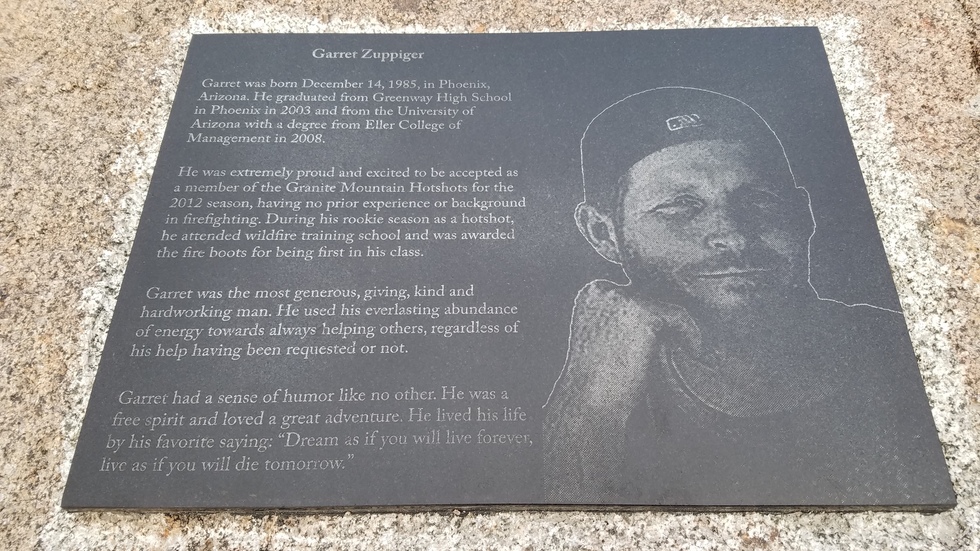 Garret Zuppiger
Garret was born December 14, 1985, in Phoenix,
Arizona. He graduated from Greenway High School
in Phoenix in 2003 and from the University of
Arizona with a degree from Eller College of
Management in 2008.
He was extremely proud and excited to be accepted as
a member of the Granite Mountain Hotshots for the
2012 season, having no prior experience or background
in firefighting. During his rookie season as a hotshot,
he attended wildfire training school and was awarded
the fire boots for being first in his class.
Garret was the most generous, giving, kind and
hardworking man. He used his everlasting abundance
of energy towards always helping others, regardless of
his help having been requested or not.
Garret had a sense of humor like no other. He was a
free spirit and loved a great adventure. He lived his life
by his favorite saying: “Dream as if you will live forever,
live as if you will die tomorrow.”